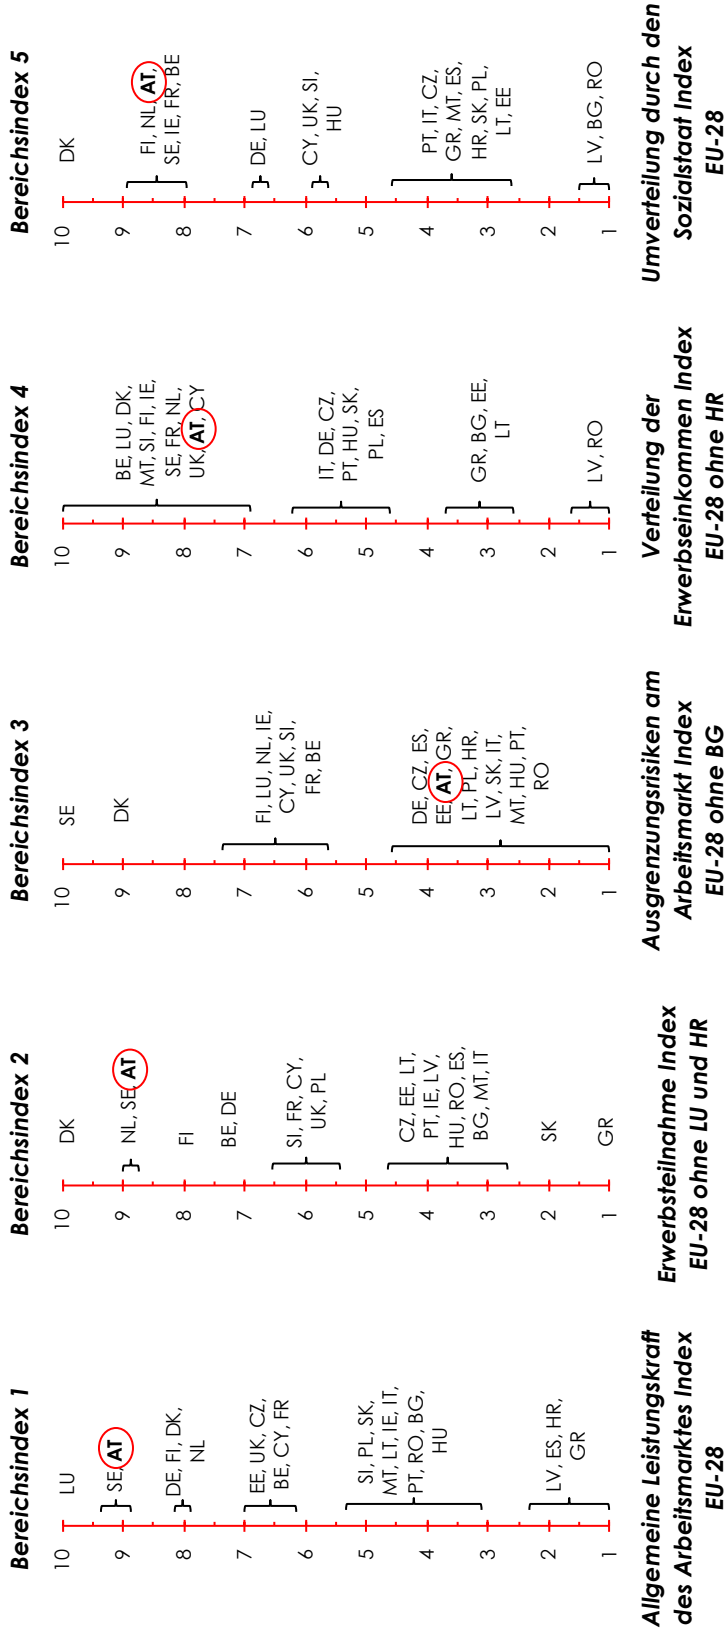 Bereichsindex 1
10
9
8
7
6
5
4
3
2
1
LU
SE, AT
DE, FI, DK,
NL
EE, UK, CZ,
BE, CY, FR
SI, PL, SK,
MT, LT, IE, IT,
PT, RO, BG,
HU
LV, ES, HR,
GR
Allgemeine Leistungskraft
des Arbeitsmarktes Index
EU-28
Bereichsindex 2
10
9
8
7
6
5
4
3
2
1
DK
NL, SE, AT
FI
BE, DE
SI, FR, CY,
UK, PL
CZ, EE, LT,
PT, IE, LV,
HU, RO, ES,
BG, MT, IT
SK
GR
Erwerbsteilnahme Index
EU-28 ohne LU und HR
Bereichsindex 3
10
9
8
7
6
5
4
3
2
1
SE
DK
FI, LU, NL, IE,
CY, UK, SI,
FR, BE
DE, CZ, ES,
EE, AT, GR,
LT, PL, HR,
LV, SK, IT,
MT, HU, PT,
RO
Ausgrenzungsrisiken am
Arbeitsmarkt Index
EU-28 ohne BG
Bereichsindex 4
10
9
8
7
6
5
4
3
2
1
BE, LU, DK,
MT, SI, FI, IE,
SE, FR, NL,
UK, AT, CY
IT, DE, CZ,
PT, HU, SK,
PL, ES
GR, BG, EE,
LT
LV, RO
Verteilung der
Erwerbseinkommen Index
EU-28 ohne HR
Bereichsindex 5
10
9
8
7
6
5
4
3
2
1
DK
FI, NL, AT,
SE, IE, FR, BE
DE, LU
CY, UK, SI,
HU
PT, IT, CZ,
GR, MT, ES,
HR, SK, PL,
LT, EE
LV, BG, RO
Umverteilung durch den
Sozialstaat Index
EU-28